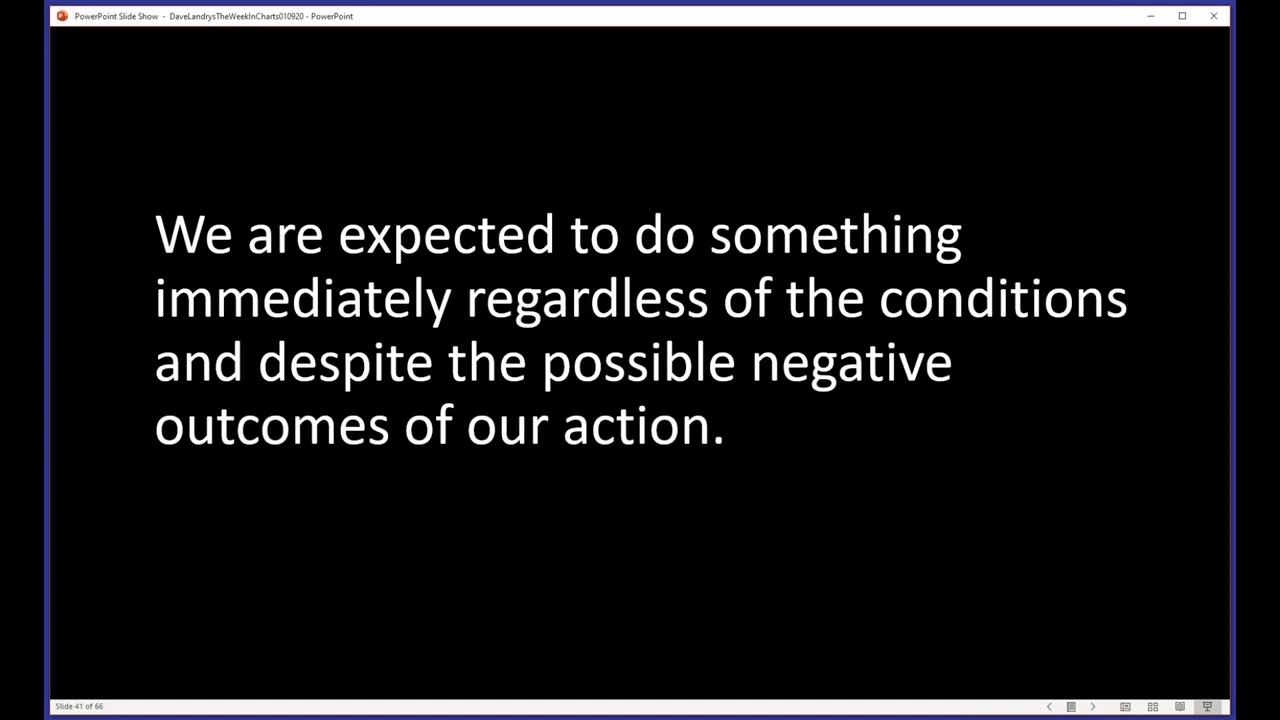 PowerPoint Slide Show - DaveLandrysTheWeekInCharts010920 - PowerPoint
We are expected to do something
immediately regardless of the conditions
and despite the possible negative
outcomes of our action.
Slide 41 of 66